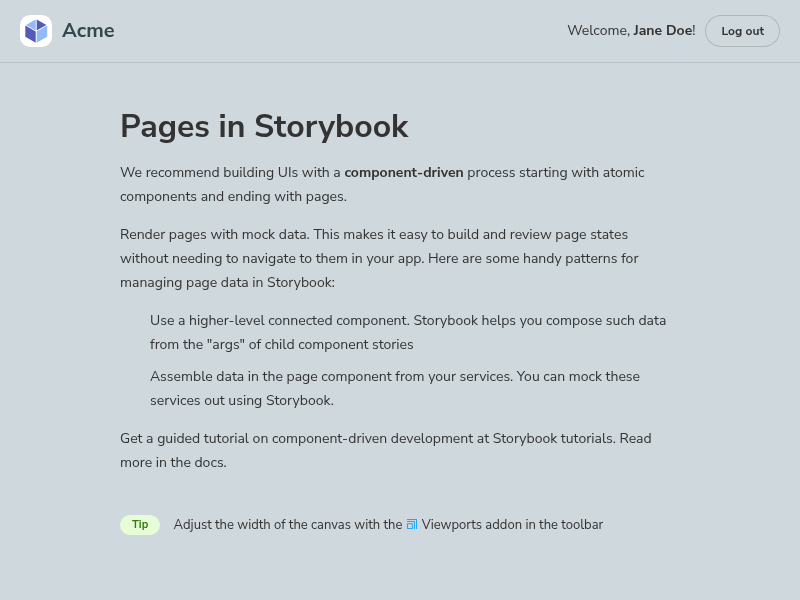 Acme
Welcome, Jane Doe!
Log out
Pages in Storybook
We recommend building UIs with a component-driven process starting with atomic
components and ending with pages.
Render pages with mock data. This makes it easy to build and review page states
without needing to navigate to them in your app. Here are some handy patterns for
managing page data in Storybook:
Use a higher-level connected component. Storybook helps you compose such data
from the "args" of child component stories
Assemble data in the page component from your services. You can mock these
services out using Storybook.
Get a guided tutorial on component-driven development at Storybook tutorials. Read
more in the docs.
Tip
Adjust the width of the canvas with the Viewports addon in the toolbar